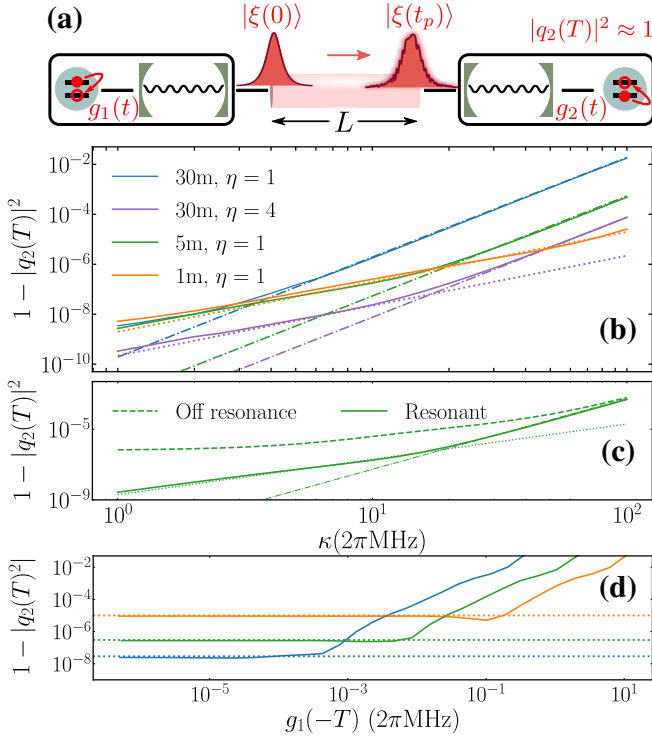 (a)
|ξ(0)⟩
|ξ(t_p)⟩
|q_2(T)|^2 ≈ 1
g_1(t)
g_2(t)
L
10^{-2}
10^{-4}
10^{-6}
10^{-8}
10^{-10}
1 − |q_2(T)|^2
30m, η = 1
30m, η = 4
5m, η = 1
1m, η = 1
(b)
10^{-5}
10^{-9}
1 − |q_2(T)|^2
Off resonance
Resonant
(c)
10^0
10^1
10^2
κ(2πMHz)
10^{-2}
10^{-4}
10^{-6}
10^{-8}
1 − |q_2(T)^2|
(d)
10^{-5}
10^{-3}
10^{-1}
10^1
g_1(−T) (2πMHz)